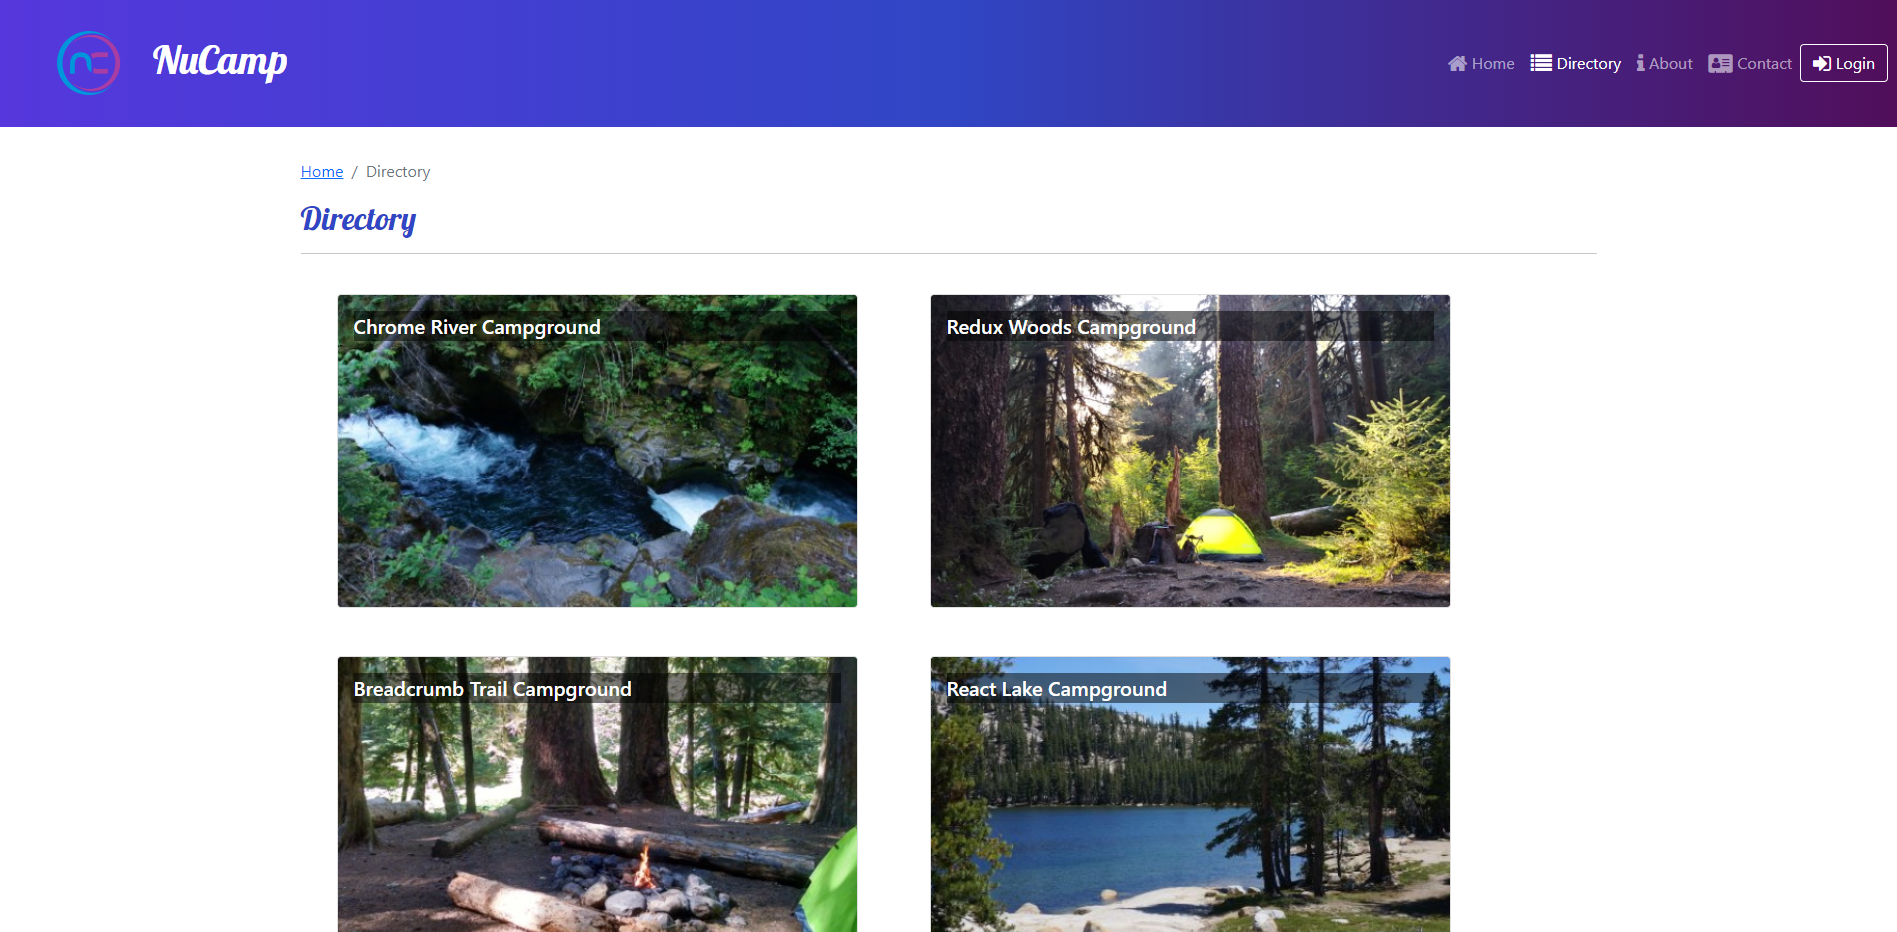 NuCamp
Home Directory About Contact Login
Home / Directory
Directory
Chrome River Campground
Redux Woods Campground
Breadcrumb Trail Campground
React Lake Campground